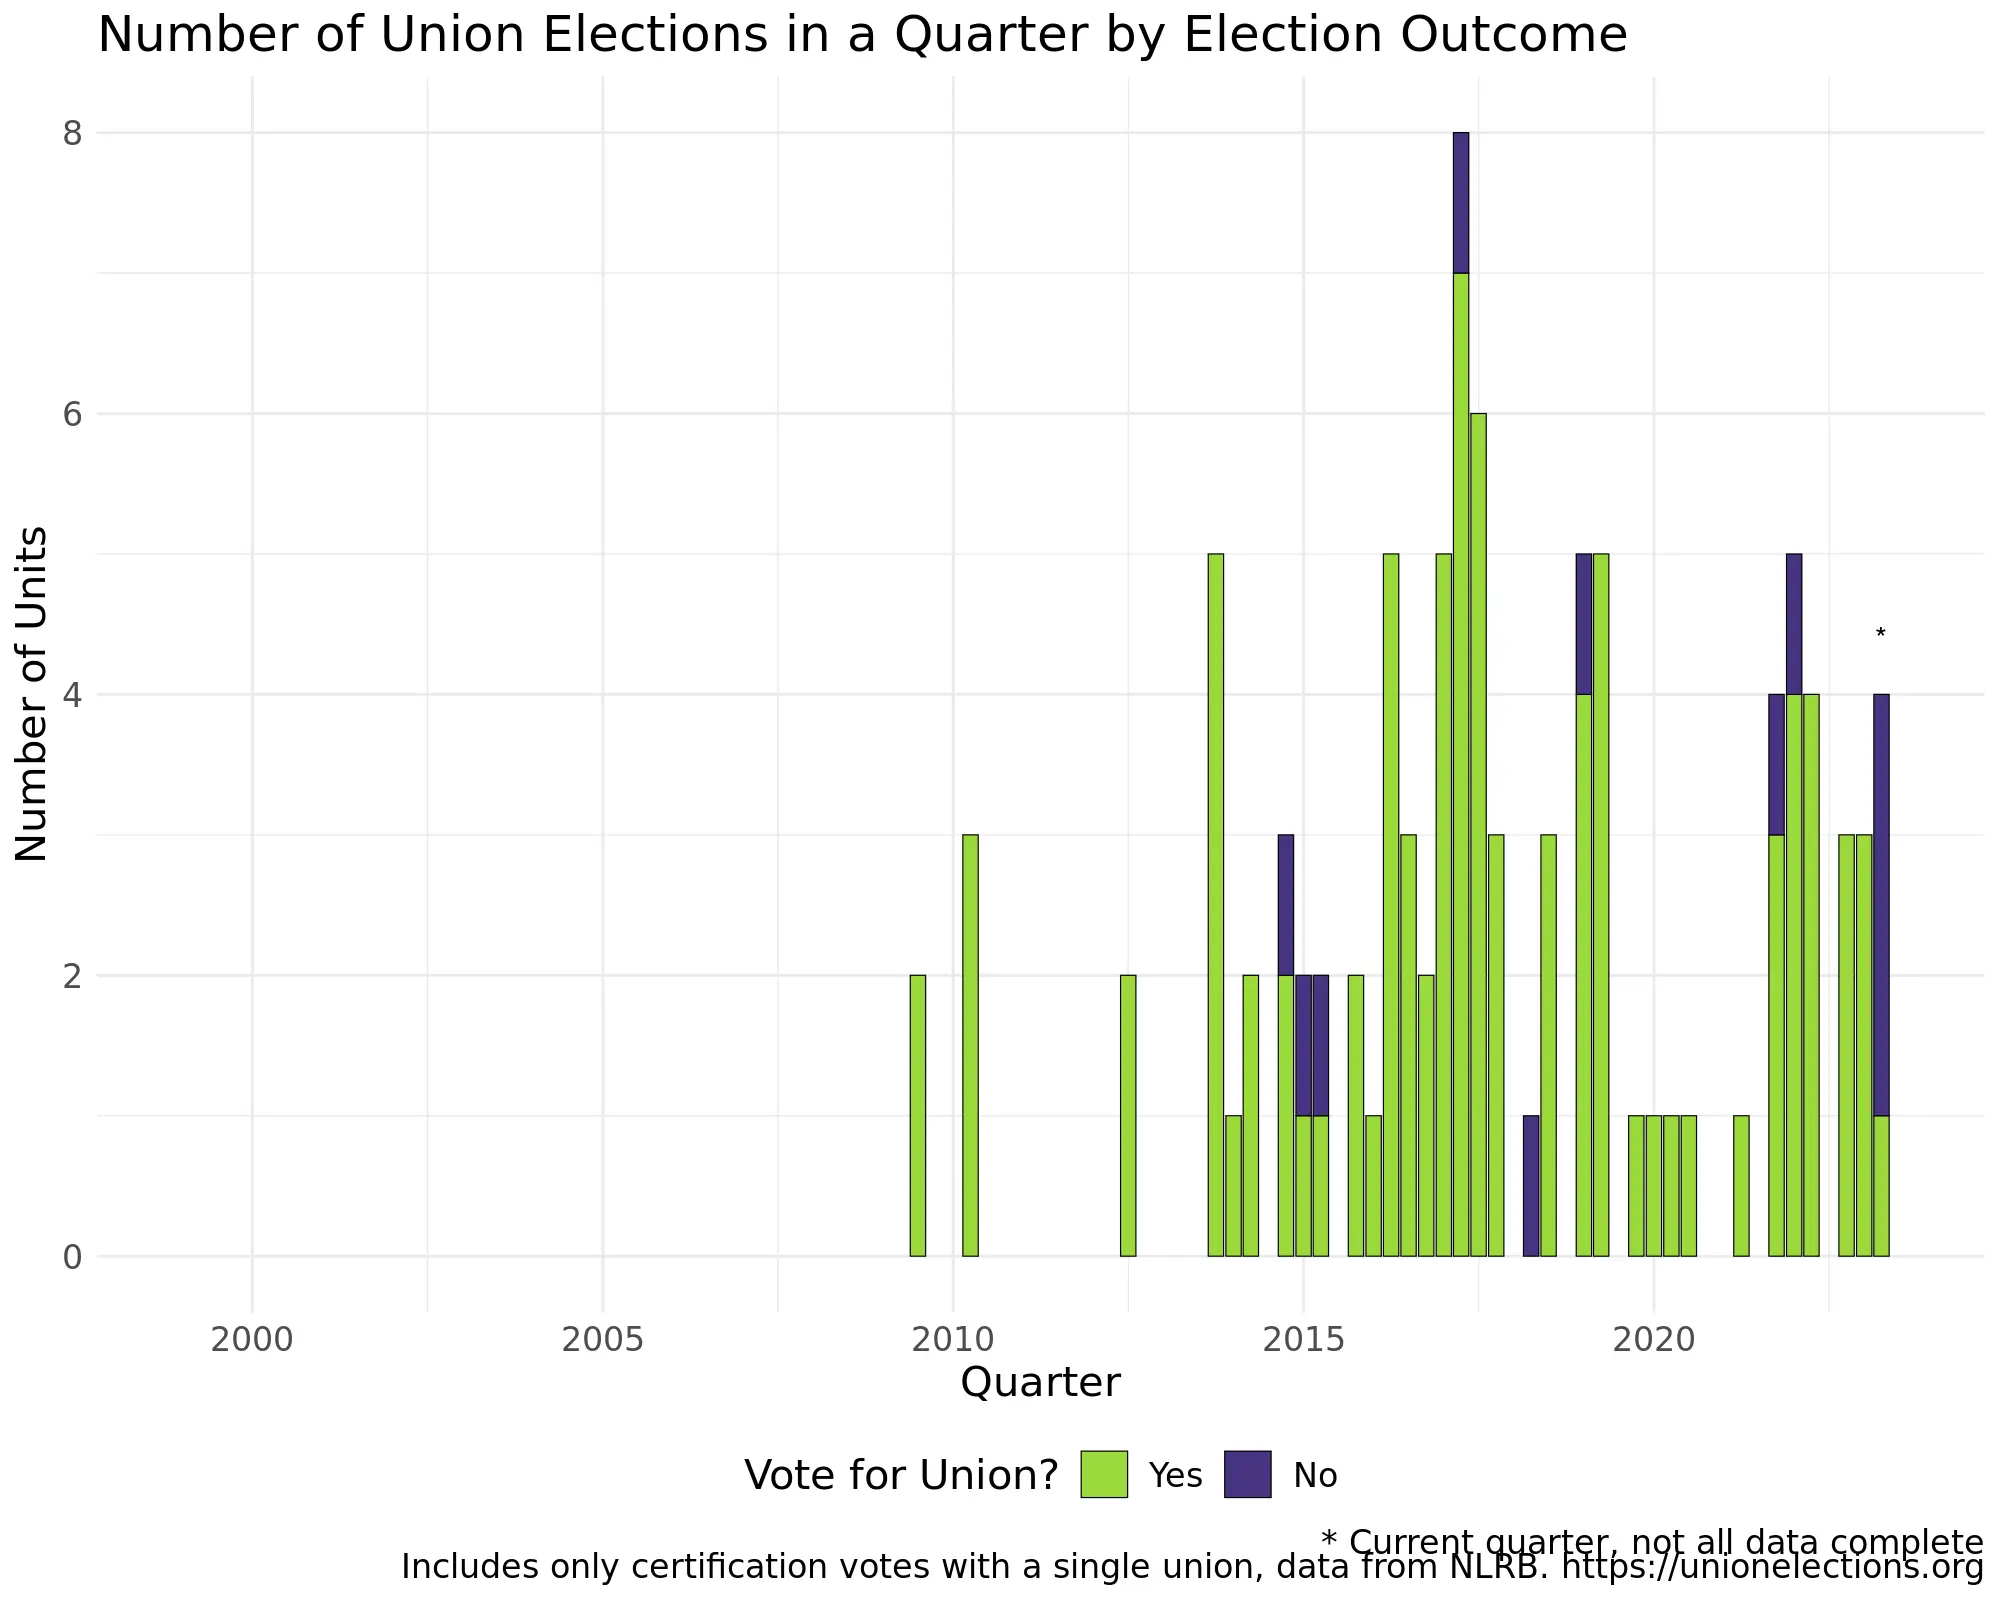 Number of Union Elections in a Quarter by Election Outcome
8
6
4
2
0
Number of Units
*
2000 2005 2010 2015 2020
Quarter
Vote for Union? Yes No
* Current quarter, not all data complete
Includes only certification votes with a single union, data from NLRB. https://unionelections.org